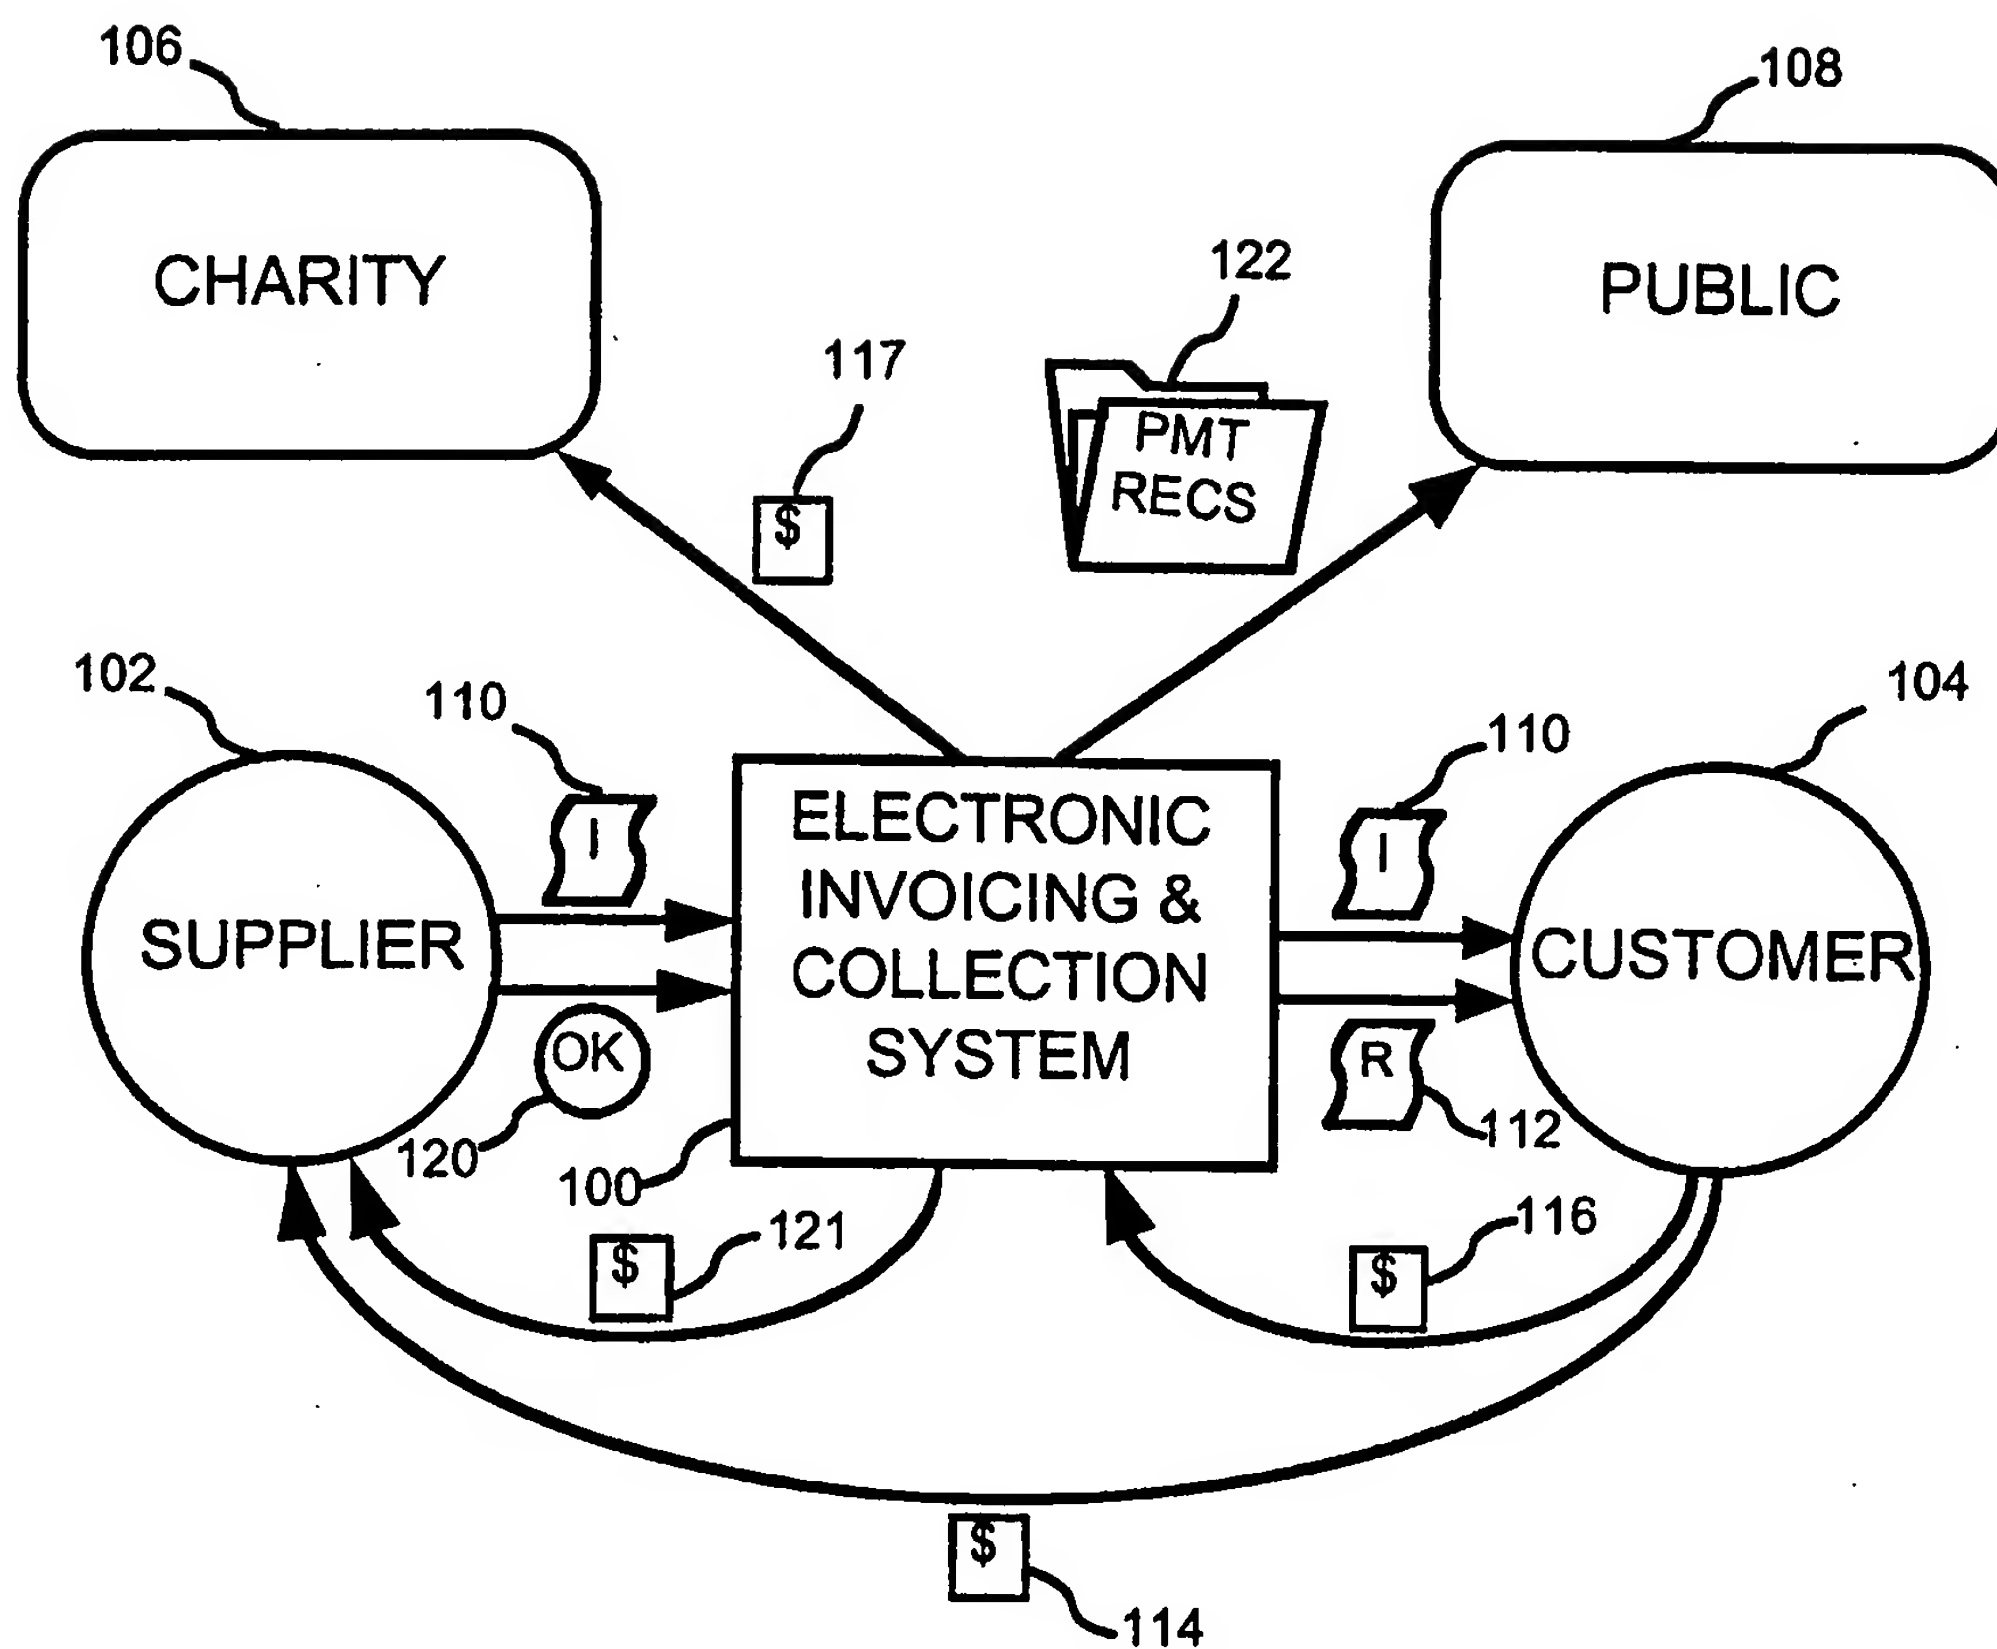 106
108
CHARITY
PUBLIC
122
117
PMT
RECS
$
102
104
110
110
I
I
ELECTRONIC
INVOICING &
COLLECTION
SYSTEM
SUPPLIER
CUSTOMER
OK
R
120
112
100
121
116
$
$
$
114